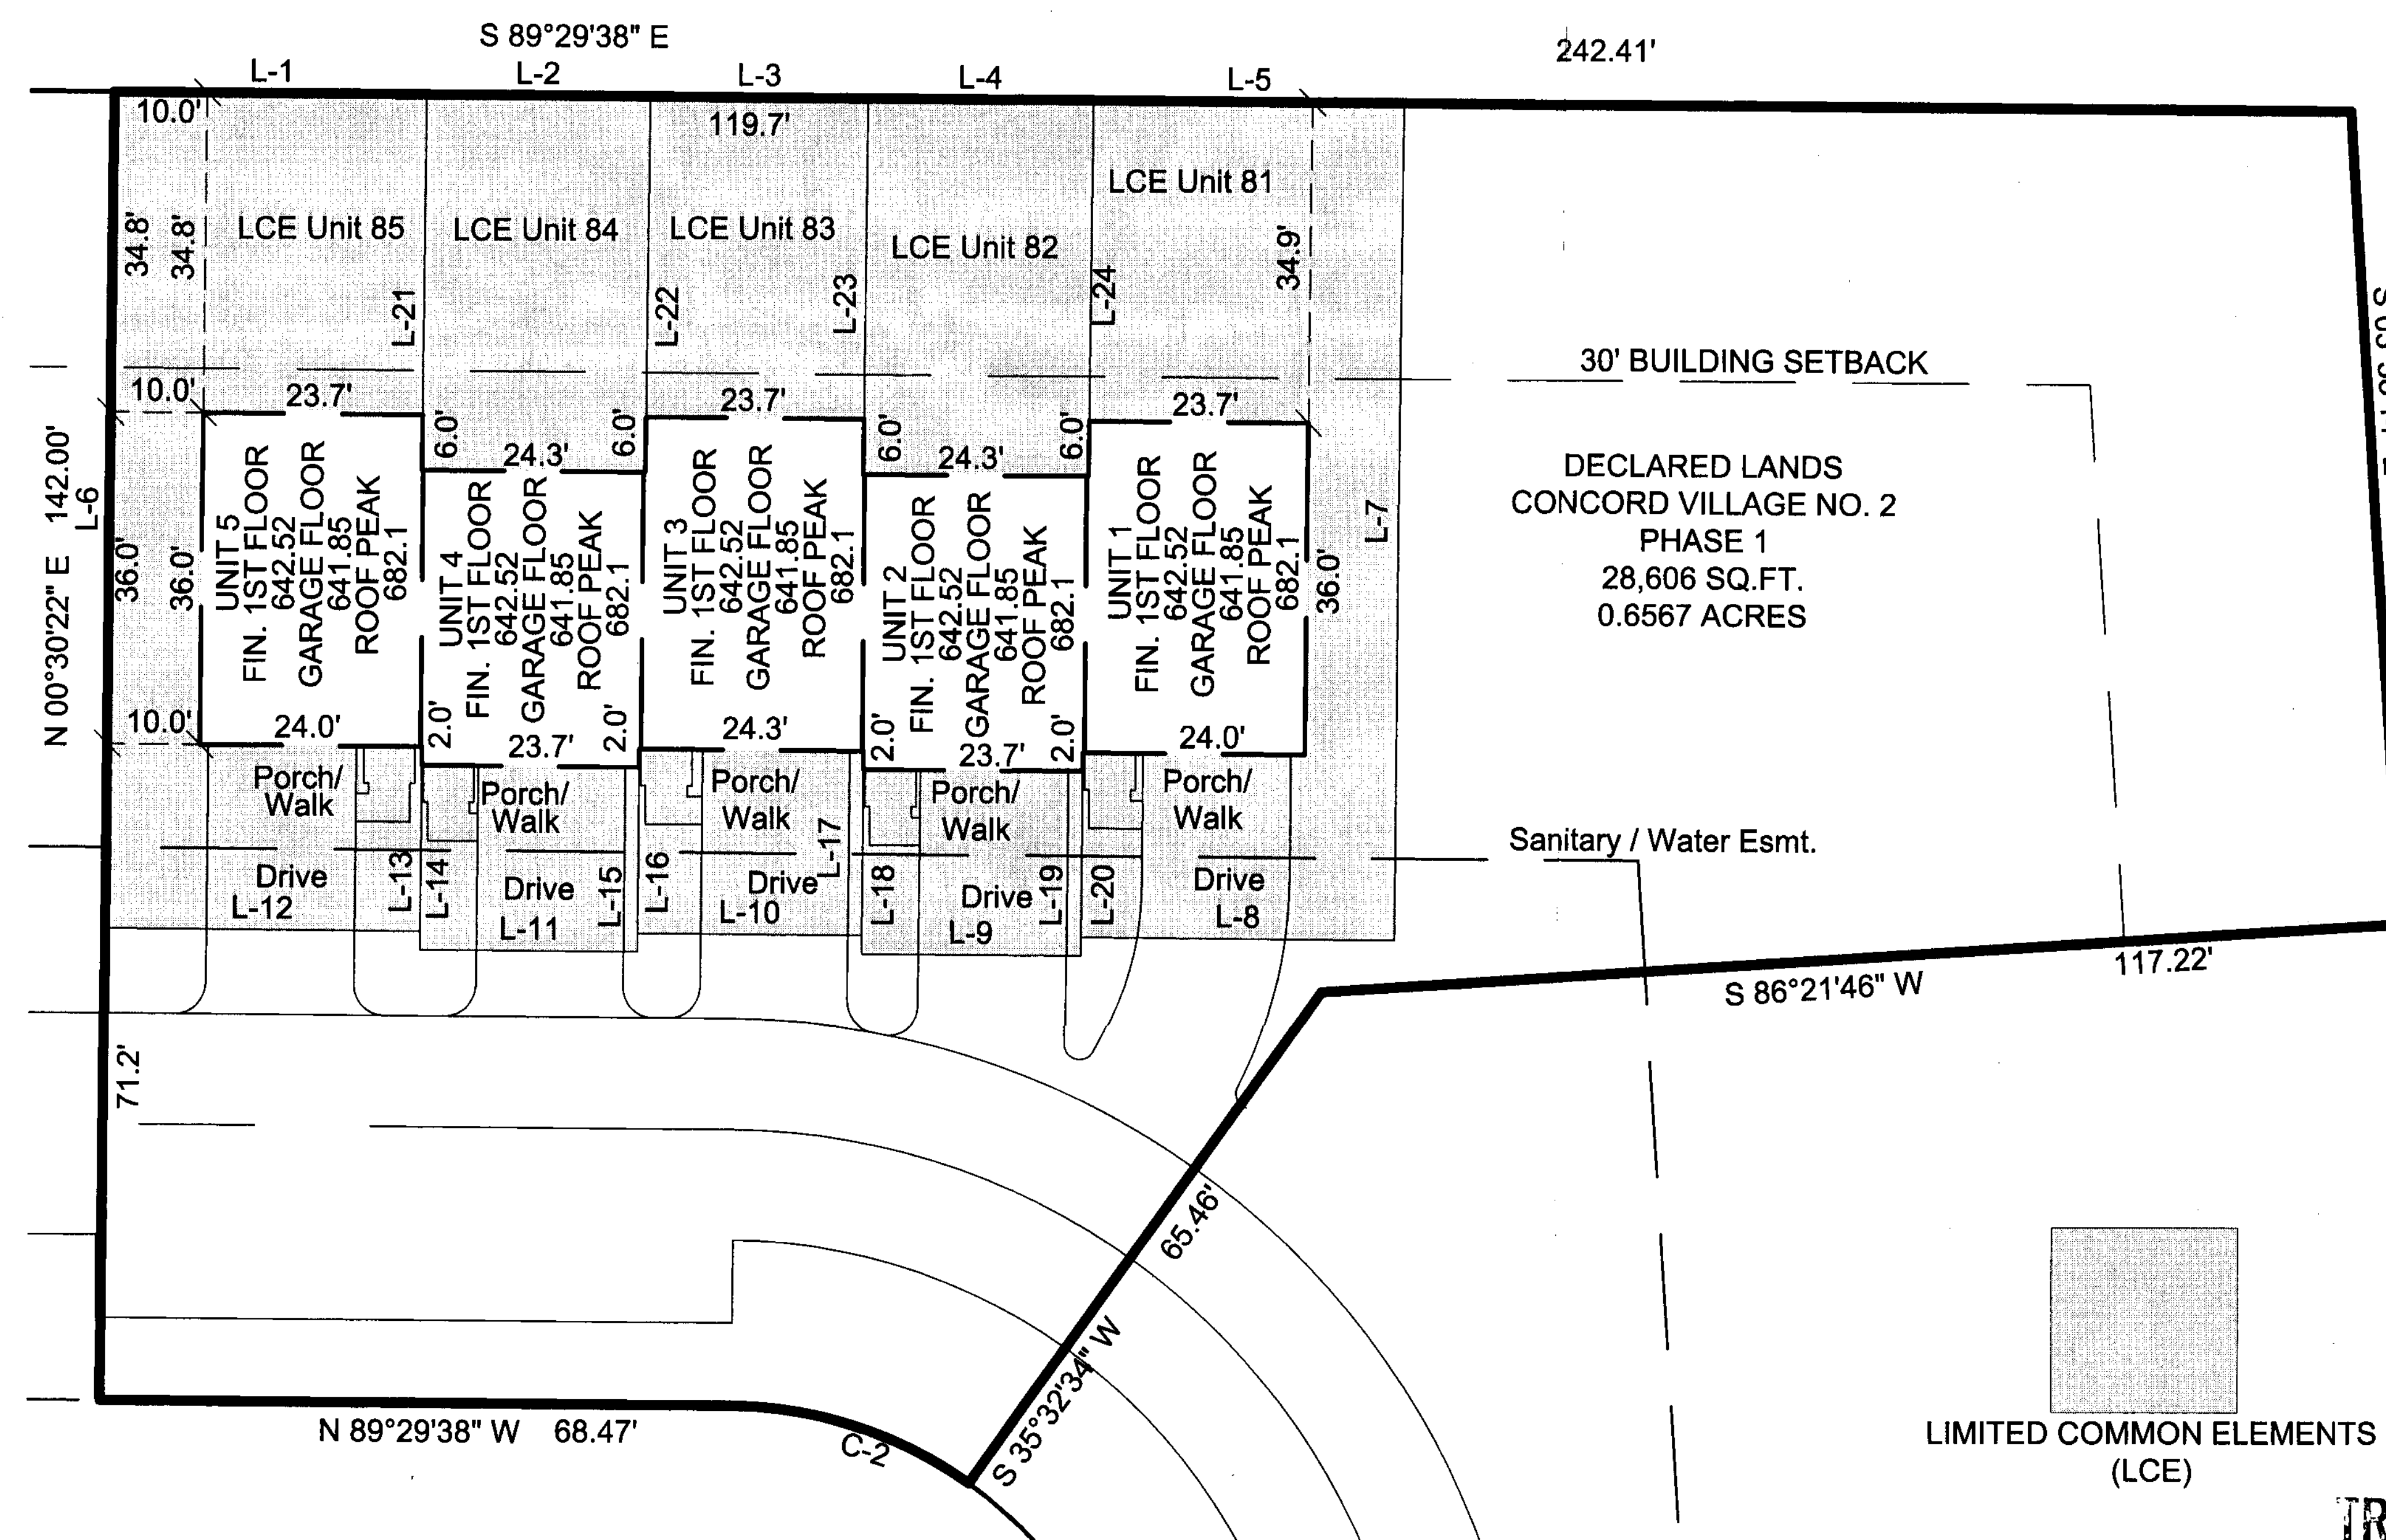 S 89°29'38" E
242.41'
L-1
L-2
L-3
L-4
L-5
10.0'
119.7'
34.8'
34.8'
LCE Unit 85
LCE Unit 84
LCE Unit 83
LCE Unit 82
LCE Unit 81
34.9'
L-21
L-22
L-23
L-24
30' BUILDING SETBACK
10.0'
23.7'
6.0'
24.3'
6.0'
23.7'
6.0'
24.3'
6.0'
23.7'
N 00°30'22" E 142.00'
L-6
36.0'
36.0'
UNIT 5
FIN. 1ST FLOOR
642.52
GARAGE FLOOR
641.85
ROOF PEAK
682.1
UNIT 4
FIN. 1ST FLOOR
642.52
GARAGE FLOOR
641.85
ROOF PEAK
682.1
UNIT 3
FIN. 1ST FLOOR
642.52
GARAGE FLOOR
641.85
ROOF PEAK
682.1
UNIT 2
FIN. 1ST FLOOR
642.52
GARAGE FLOOR
641.85
ROOF PEAK
682.1
UNIT 1
FIN. 1ST FLOOR
642.52
GARAGE FLOOR
641.85
ROOF PEAK
682.1
36.0'
L-7
DECLARED LANDS
CONCORD VILLAGE NO. 2
PHASE 1
28,606 SQ.FT.
0.6567 ACRES
10.0'
24.0'
2.0'
23.7'
2.0'
24.3'
2.0'
23.7'
2.0'
24.0'
Porch/
Walk
Porch/
Walk
Porch/
Walk
Porch/
Walk
Porch/
Walk
Sanitary / Water Esmt.
Drive
L-12
L-13
L-14
Drive
L-11
L-15
L-16
Drive
L-10
L-17
L-18
Drive
L-9
L-19
L-20
Drive
L-8
71.2'
S 86°21'46" W
117.22'
65.46'
S 35°32'34" W
N 89°29'38" W 68.47'
C-2
LIMITED COMMON ELEMENTS
(LCE)